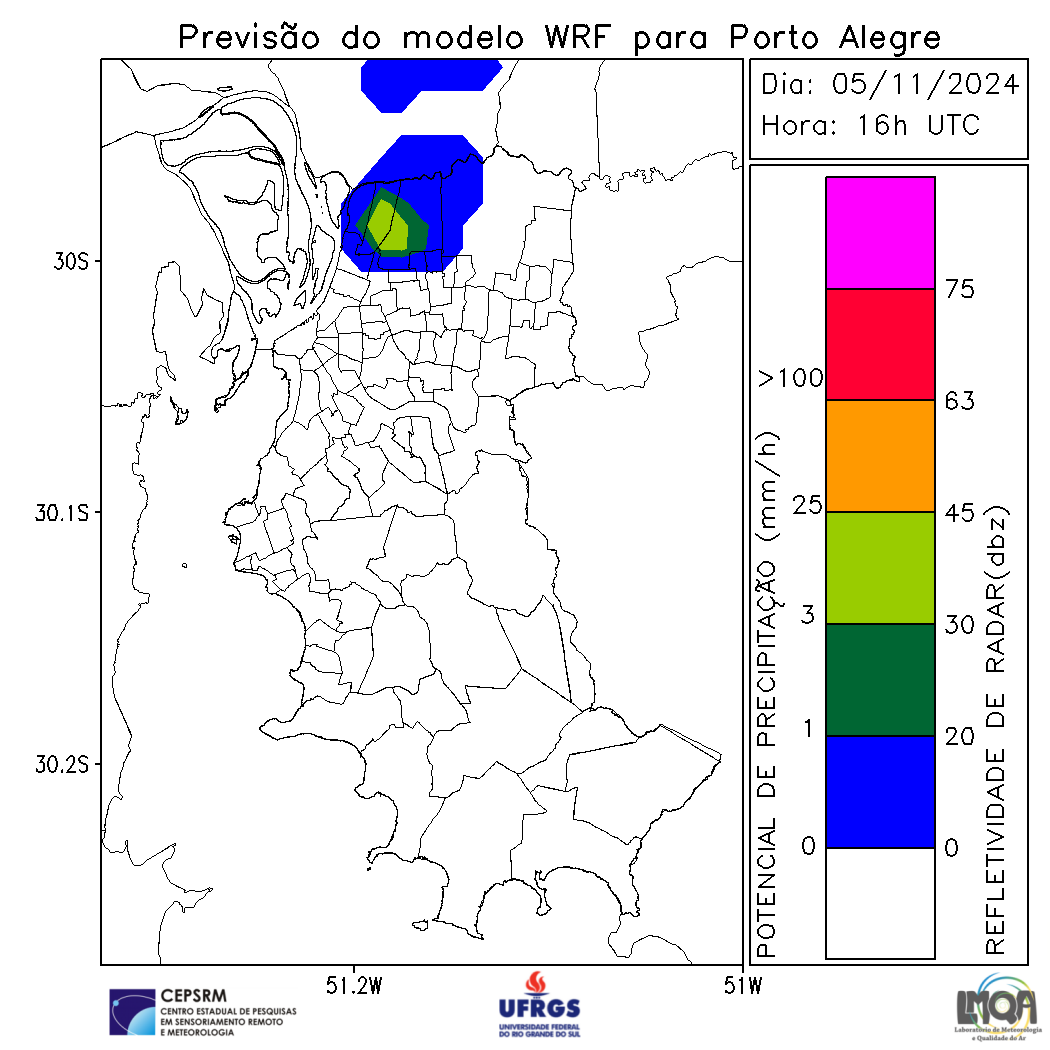 Previsão do modelo WRF para Porto Alegre
Dia: 05/11/2024
Hora: 16h UTC
30S
30.1S
30.2S
51.2W
51W
POTENCIAL DE PRECIPITAÇÃO (mm/h)
>100
25
3
1
0
75
63
45
30
20
0
REFLETIVIDADE DE RADAR(dbz)
CEPSRM
CENTRO ESTADUAL DE PESQUISAS
EM SENSORIAMENTO REMOTO
E METEOROLOGIA
UFRGS
UNIVERSIDADE FEDERAL
DO RIO GRANDE DO SUL
LMQA
Laboratório de Meteorologia
e Qualidade do Ar